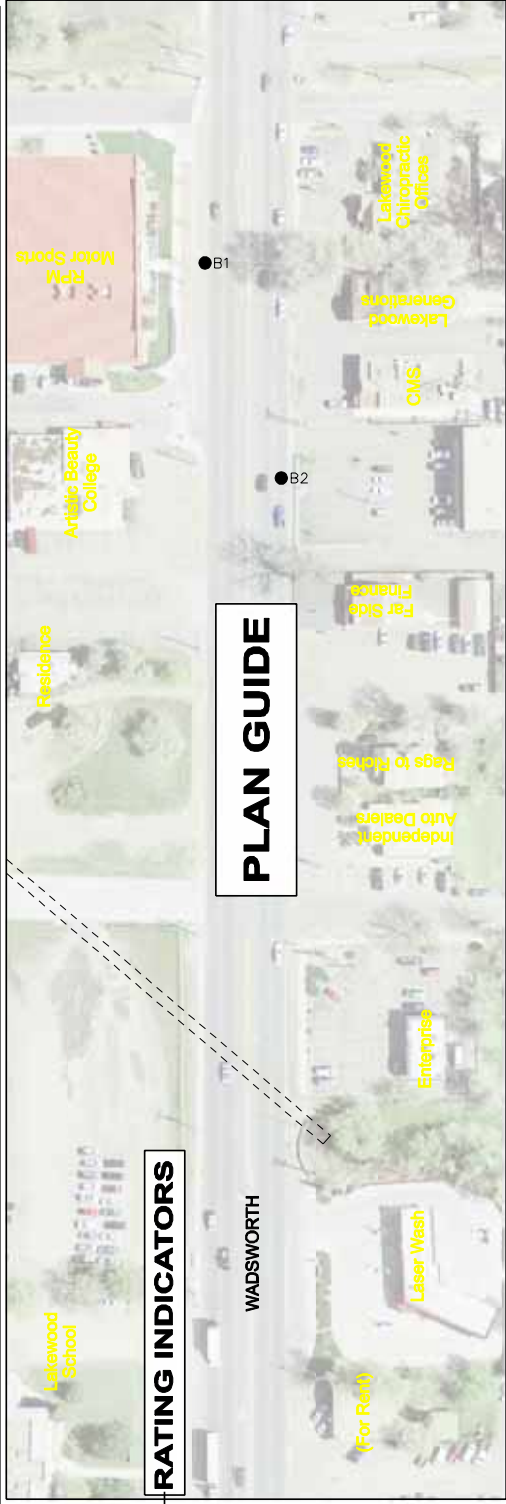 RPM
Motor Sports
B1
Lakewood
Chiropractic
Offices
Lakewood
Generations
CMS
Artistic Beauty
College
B2
Far Side
Finance
Residence
PLAN GUIDE
Rags to Riches
Independent
Auto Dealers
Enterprise
RATING INDICATORS
WADSWORTH
Laser Wash
Lakewood
School
(For Rent)